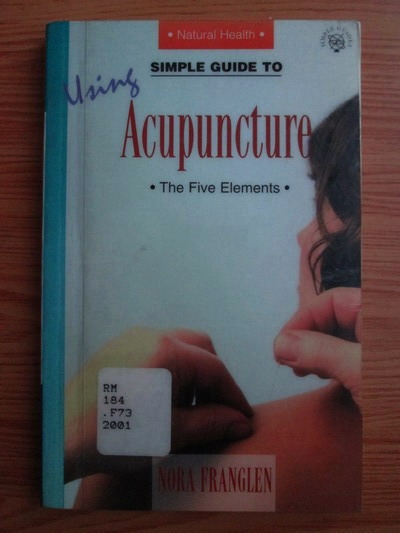 • Natural Health •
SIMPLE GUIDE TO
Using
Acupuncture
• The Five Elements •
RM
184
.F73
2001
NORA FRANGLEN